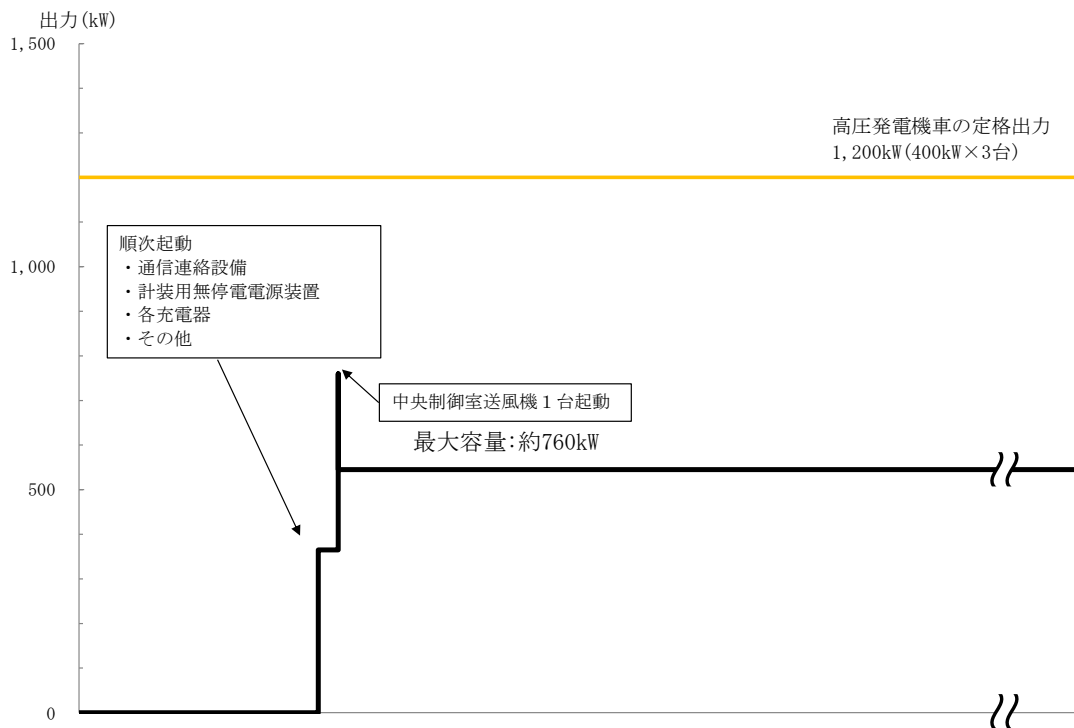 出力(kW)
1,500
高圧発電機車の定格出力
1,200kW(400kW×3台)
順次起動
・通信連絡設備
・計装用無停電電源装置
・各充電器
・その他
1,000
中央制御室送風機１台起動
最大容量:約760kW
500
0